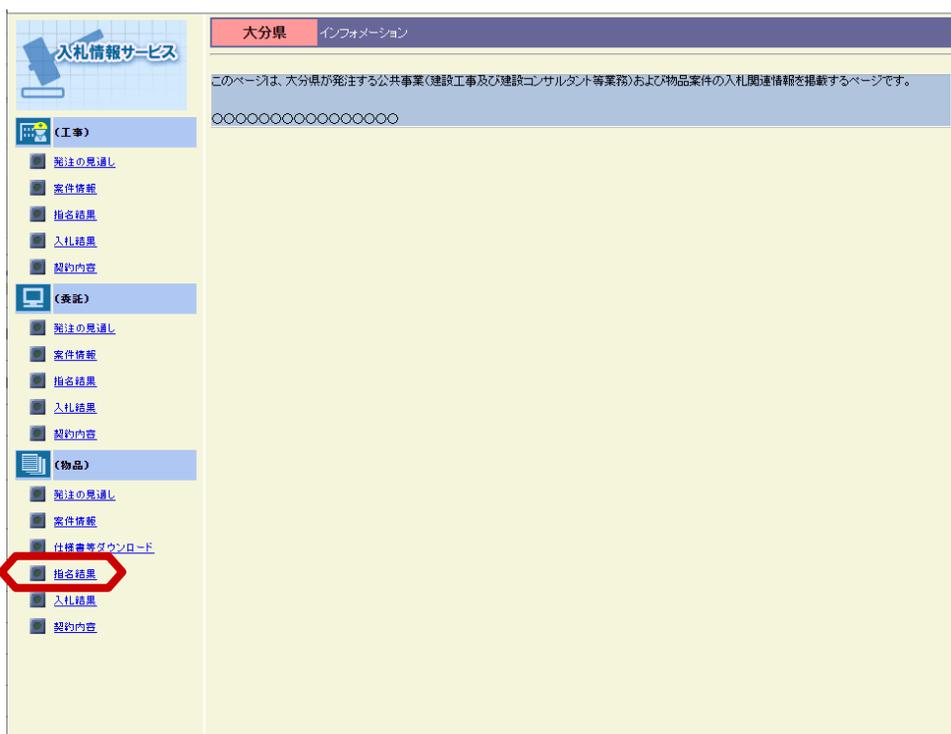 入札情報サービス
大分県 インフォメーション
このページは、大分県が発注する公共事業(建設工事及び建設コンサルタント等業務)および物品案件の入札関連情報を掲載するページです。
○○○○○○○○○○○○○○○○
(工事)
発注の見通し
案件情報
指名結果
入札結果
契約内容
(委託)
発注の見通し
案件情報
指名結果
入札結果
契約内容
(物品)
発注の見通し
案件情報
仕様書等ダウンロード
指名結果
入札結果
契約内容